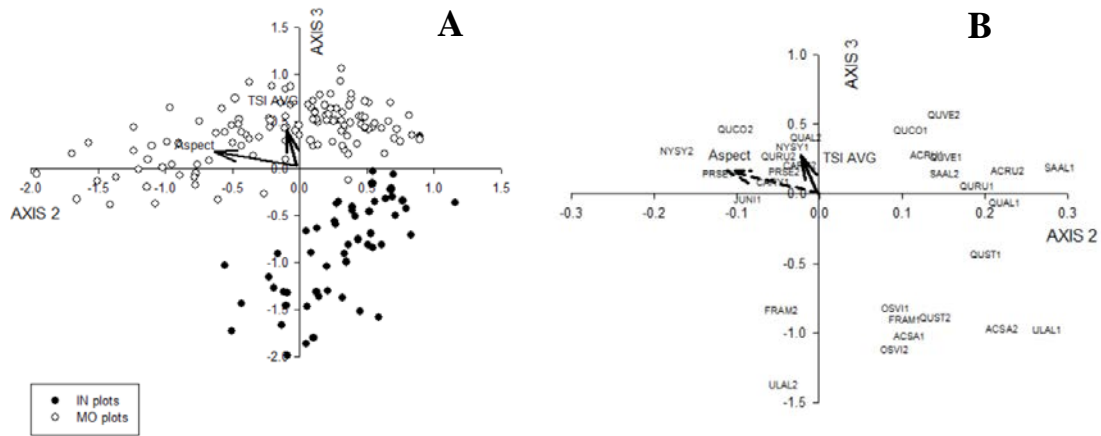 A
B
1.5
AXIS 3
1.0
TSI AVG
0.5
Aspect
0.0
-2.0 -1.5 -1.0 -0.5 0.0 0.5 1.0 1.5
AXIS 2
-0.5
-1.0
-1.5
-2.0
IN plots
MO plots
1.0
AXIS 3
QUVE2
0.5
QUCO2
QUCO1
QUAL2
NYSY2
NYSY1
Aspect
QURU2
TSI AVG
QUVE1
PRSE2
SAAL2
ACRU2
SAAL1
QURU1
JUNI1
QUAL1
-0.3 -0.2 -0.1 0.0 0.1 0.2 0.3
AXIS 2
QUST1
-0.5
FRAM2
OSVI1
FRAM1
QUST2
-1.0
ACSA1
ACSA2
ULAL1
OSVI2
ULAL2
-1.5